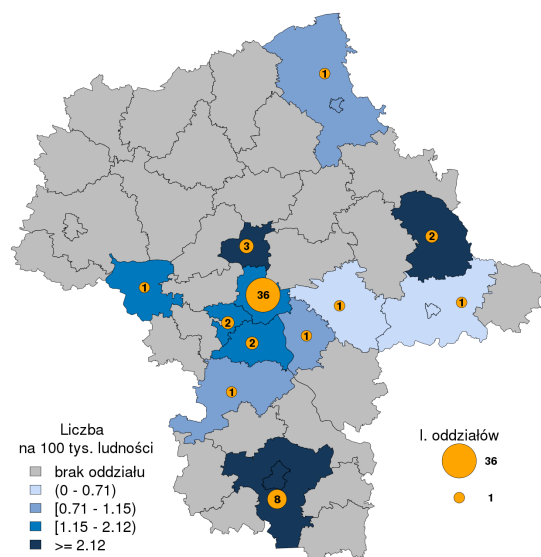 1
2
3
1
36
1
1
2
1
2
1
8
Liczba
na 100 tys. ludności
brak oddziału
(0 - 0.71)
[0.71 - 1.15)
[1.15 - 2.12)
>= 2.12
l. oddziałów
36
1